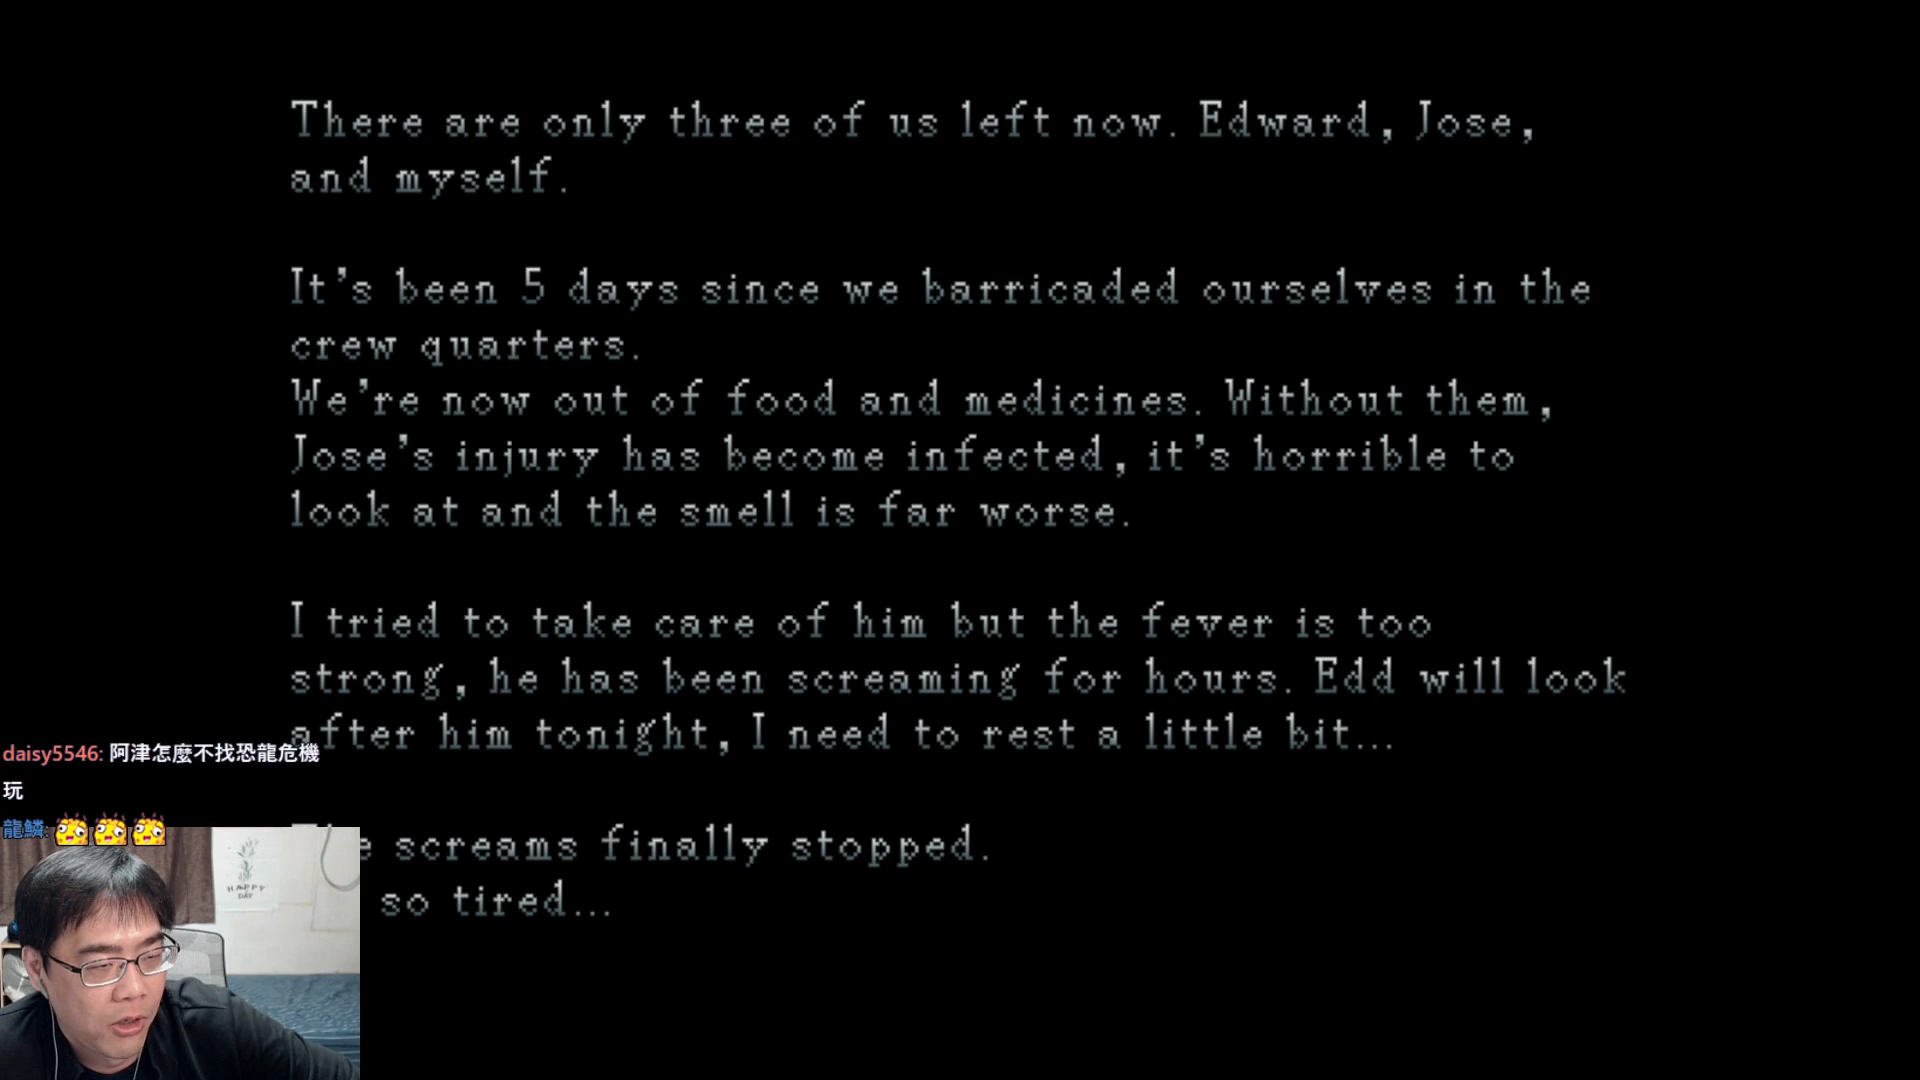 There are only three of us left now. Edward, Jose,
and myself.
It's been 5 days since we barricaded ourselves in the
crew quarters.
We're now out of food and medicines. Without them,
Jose's injury has become infected, it's horrible to
look at and the smell is far worse.
I tried to take care of him but the fever is too
strong, he has been screaming for hours. Edd will look
after him tonight, I need to rest a little bit...
screams finally stopped.
so tired...
daisy5546: 阿津怎麼不找恐龍危機
玩
龍鱗:
HAPPY
DAY